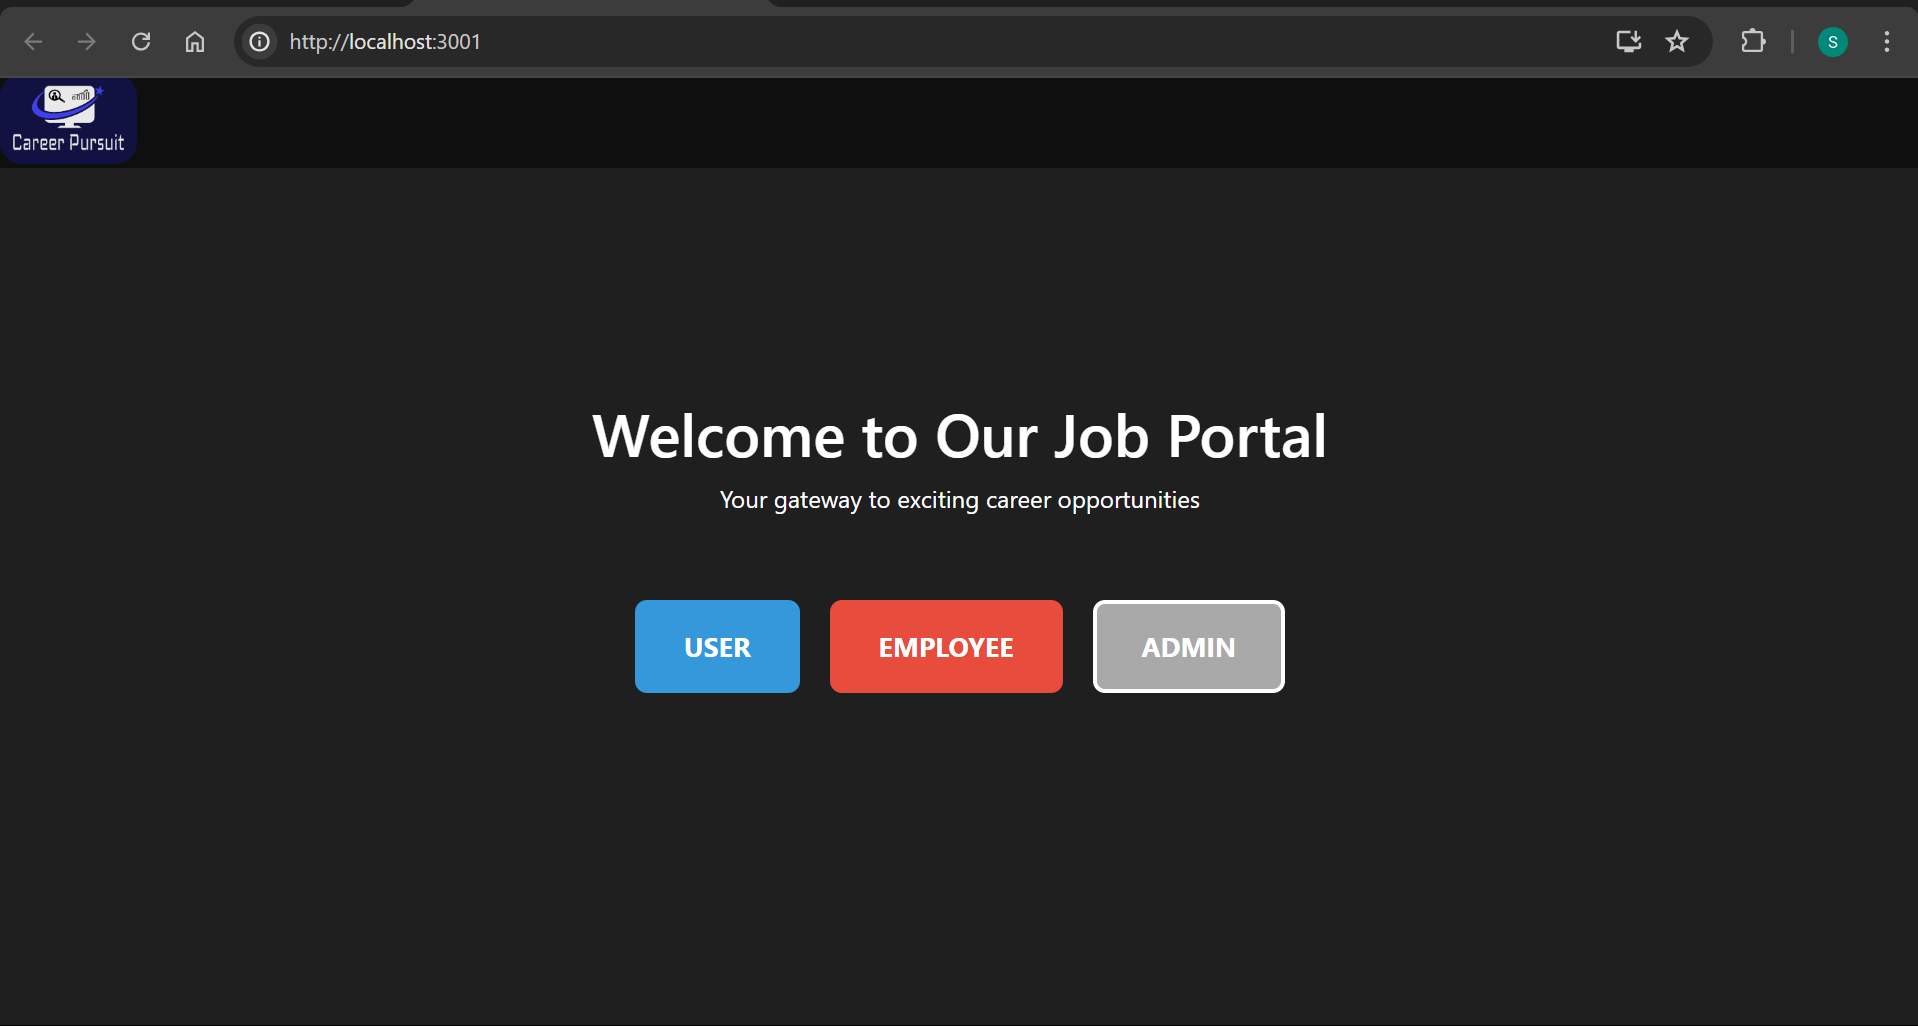 http://localhost:3001
S
Career Pursuit
Welcome to Our Job Portal
Your gateway to exciting career opportunities
USER
EMPLOYEE
ADMIN